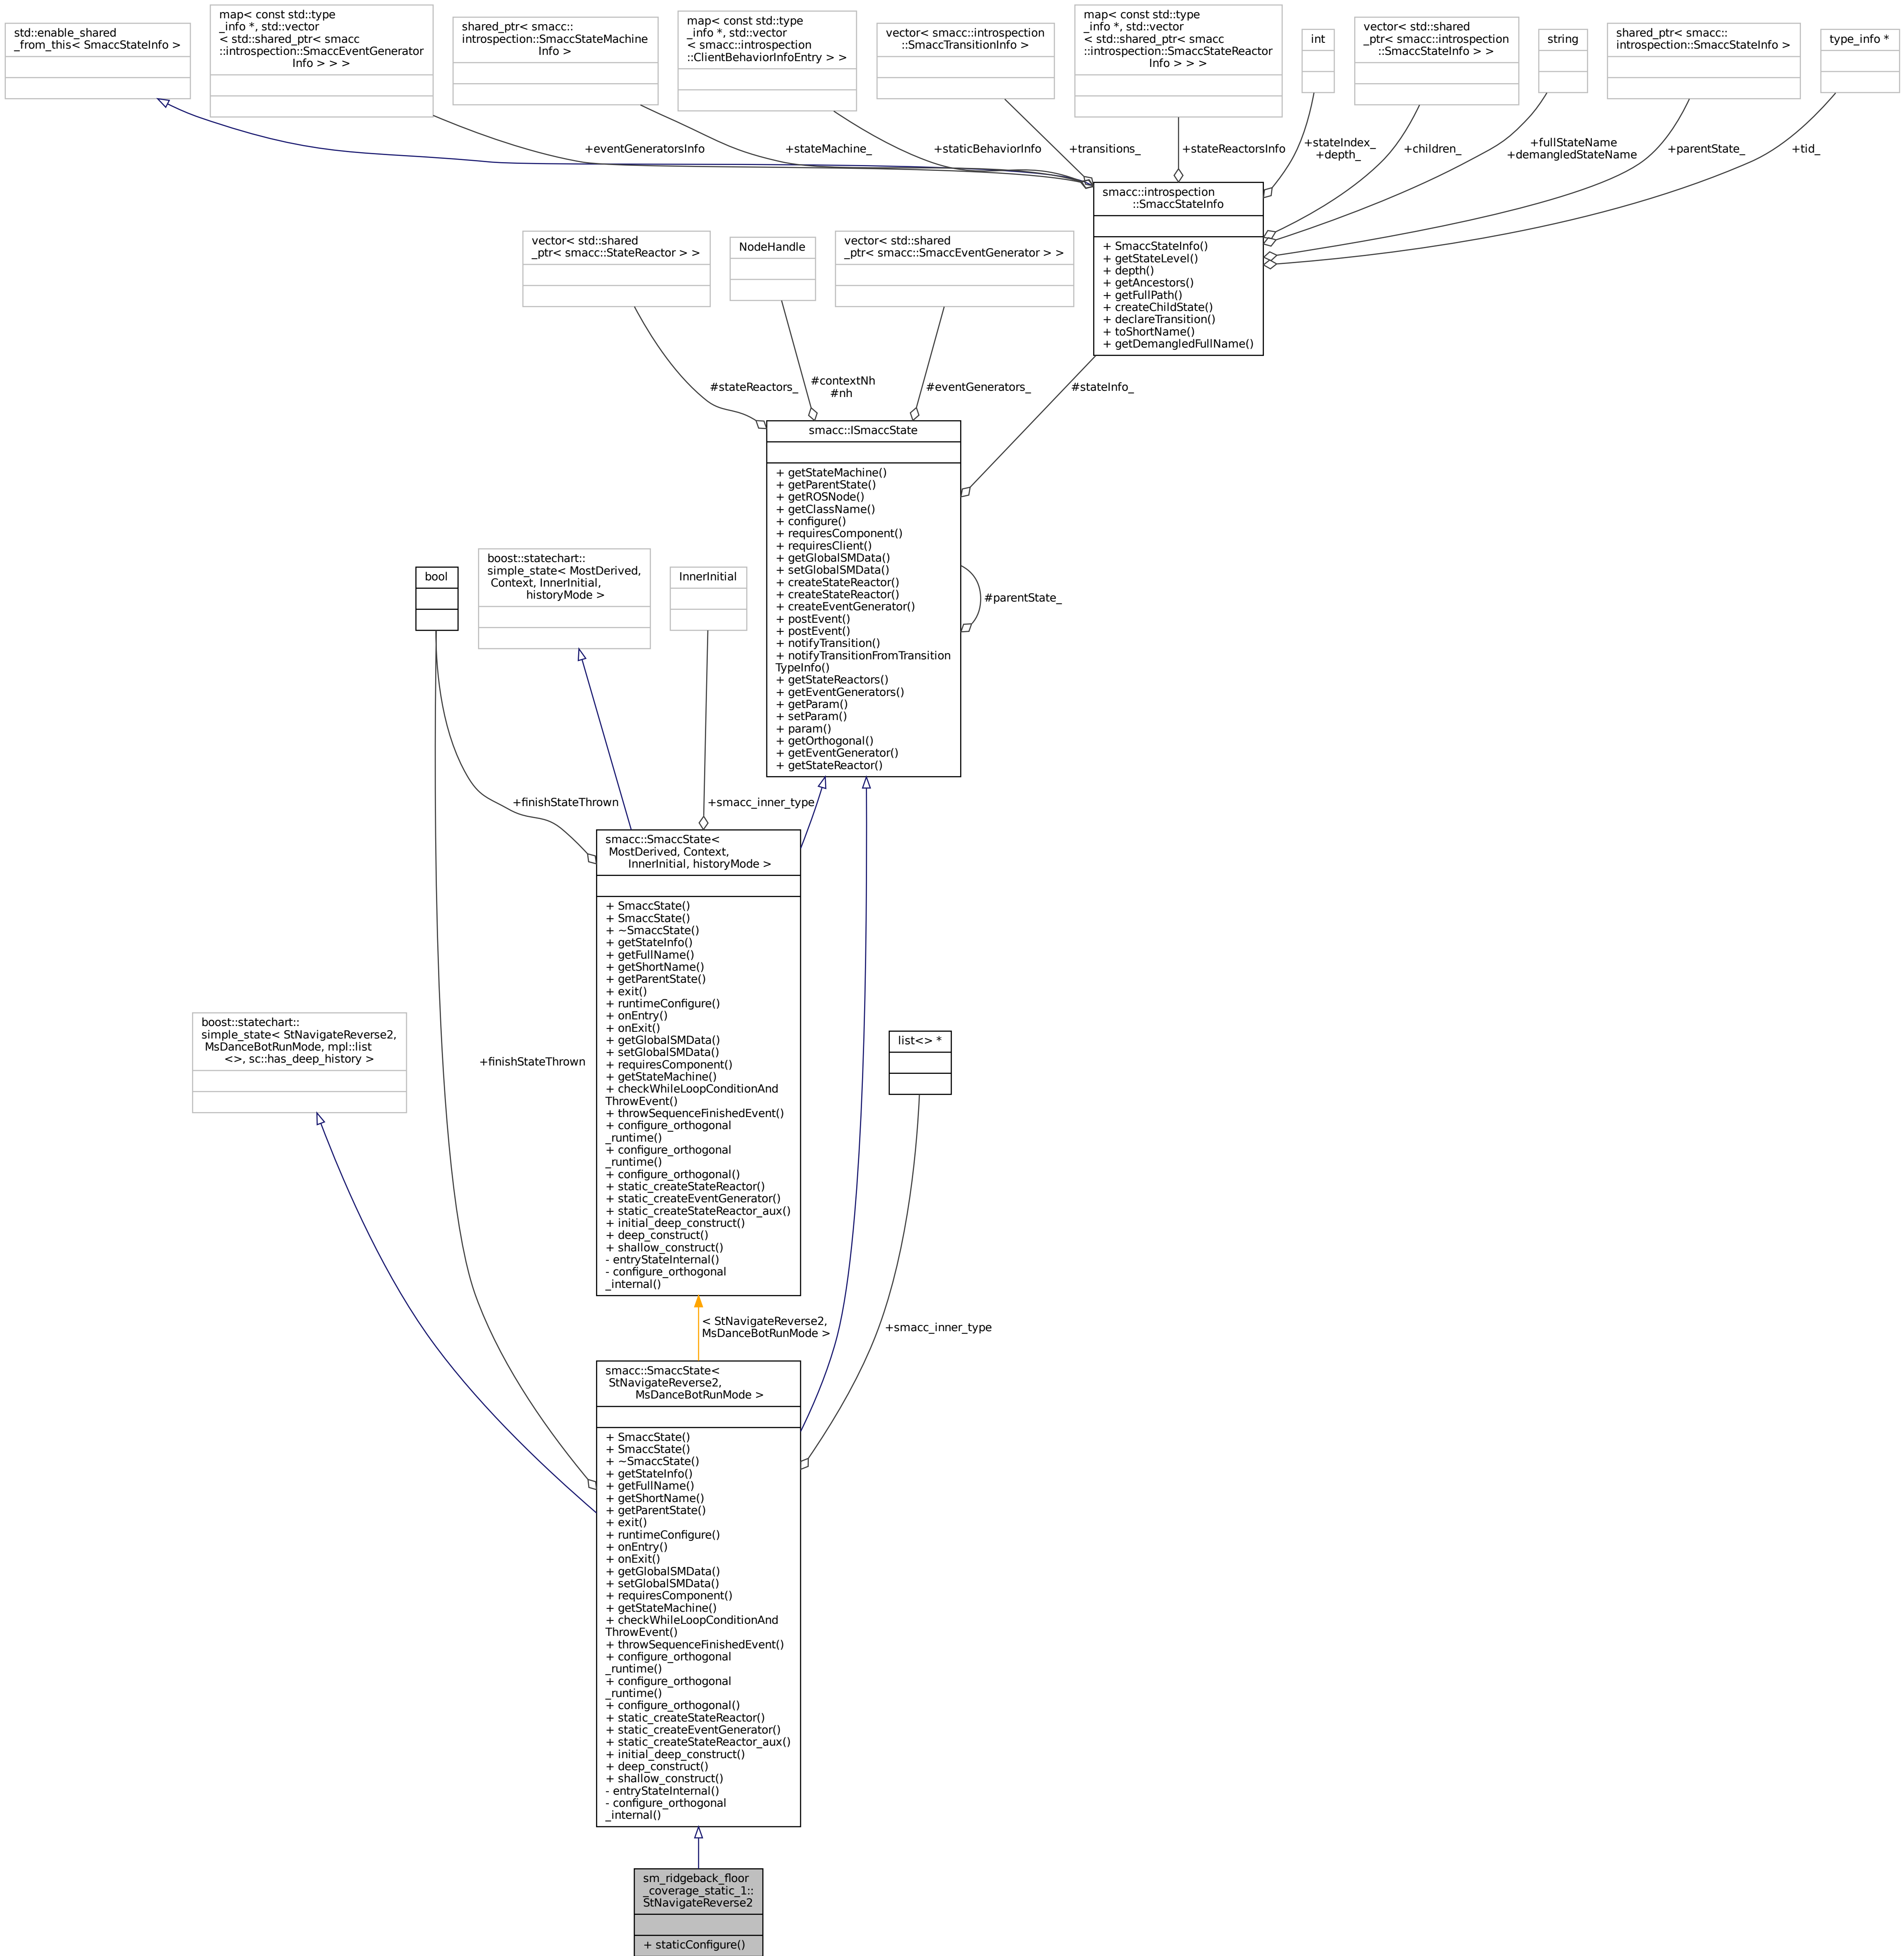 std::enable_shared
_from_this< SmaccStateInfo >
map< const std::type
_info *, std::vector
< std::shared_ptr< smacc
::introspection::SmaccEventGenerator
Info > > >
shared_ptr< smacc::
introspection::SmaccStateMachine
Info >
map< const std::type
_info *, std::vector
< smacc::introspection
::ClientBehaviorInfoEntry > >
vector< smacc::introspection
::SmaccTransitionInfo >
map< const std::type
_info *, std::vector
< std::shared_ptr< smacc
::introspection::SmaccStateReactor
Info > > >
int
vector< std::shared
_ptr< smacc::introspection
::SmaccStateInfo > >
string
shared_ptr< smacc::
introspection::SmaccStateInfo >
type_info *
+eventGeneratorsInfo
+stateMachine_
+staticBehaviorInfo
+transitions_
+stateReactorsInfo
+stateIndex_
+depth_
+children_
+fullStateName
+demangledStateName
+parentState_
+tid_
smacc::introspection
::SmaccStateInfo
+ SmaccStateInfo()
+ getStateLevel()
+ depth()
+ getAncestors()
+ getFullPath()
+ createChildState()
+ declareTransition()
+ toShortName()
+ getDemangledFullName()
vector< std::shared
_ptr< smacc::StateReactor > >
NodeHandle
vector< std::shared
_ptr< smacc::SmaccEventGenerator > >
#stateReactors_
#contextNh
#nh
#eventGenerators_
#stateInfo_
smacc::ISmaccState
+ getStateMachine()
+ getParentState()
+ getROSNode()
+ getClassName()
+ configure()
+ requiresComponent()
+ requiresClient()
+ getGlobalSMData()
+ setGlobalSMData()
+ createStateReactor()
+ createStateReactor()
+ createEventGenerator()
+ postEvent()
+ postEvent()
+ notifyTransition()
+ notifyTransitionFromTransition
TypeInfo()
+ getStateReactors()
+ getEventGenerators()
+ getParam()
+ setParam()
+ param()
+ getOrthogonal()
+ getEventGenerator()
+ getStateReactor()
#parentState_
bool
boost::statechart::
simple_state< MostDerived,
Context, InnerInitial,
historyMode >
InnerInitial
+finishStateThrown
+smacc_inner_type
smacc::SmaccState<
MostDerived, Context,
InnerInitial, historyMode >
+ SmaccState()
+ SmaccState()
+ ~SmaccState()
+ getStateInfo()
+ getFullName()
+ getShortName()
+ getParentState()
+ exit()
+ runtimeConfigure()
+ onEntry()
+ onExit()
+ getGlobalSMData()
+ setGlobalSMData()
+ requiresComponent()
+ getStateMachine()
+ checkWhileLoopConditionAnd
ThrowEvent()
+ throwSequenceFinishedEvent()
+ configure_orthogonal
_runtime()
+ configure_orthogonal
_runtime()
+ configure_orthogonal()
+ static_createStateReactor()
+ static_createEventGenerator()
+ static_createStateReactor_aux()
+ initial_deep_construct()
+ deep_construct()
+ shallow_construct()
- entryStateInternal()
- configure_orthogonal
_internal()
boost::statechart::
simple_state< StNavigateReverse2,
MsDanceBotRunMode, mpl::list
<>, sc::has_deep_history >
+finishStateThrown
list<> *
< StNavigateReverse2,
MsDanceBotRunMode >
+smacc_inner_type
smacc::SmaccState<
StNavigateReverse2,
MsDanceBotRunMode >
+ SmaccState()
+ SmaccState()
+ ~SmaccState()
+ getStateInfo()
+ getFullName()
+ getShortName()
+ getParentState()
+ exit()
+ runtimeConfigure()
+ onEntry()
+ onExit()
+ getGlobalSMData()
+ setGlobalSMData()
+ requiresComponent()
+ getStateMachine()
+ checkWhileLoopConditionAnd
ThrowEvent()
+ throwSequenceFinishedEvent()
+ configure_orthogonal
_runtime()
+ configure_orthogonal
_runtime()
+ configure_orthogonal()
+ static_createStateReactor()
+ static_createEventGenerator()
+ static_createStateReactor_aux()
+ initial_deep_construct()
+ deep_construct()
+ shallow_construct()
- entryStateInternal()
- configure_orthogonal
_internal()
sm_ridgeback_floor
_coverage_static_1::
StNavigateReverse2
+ staticConfigure()